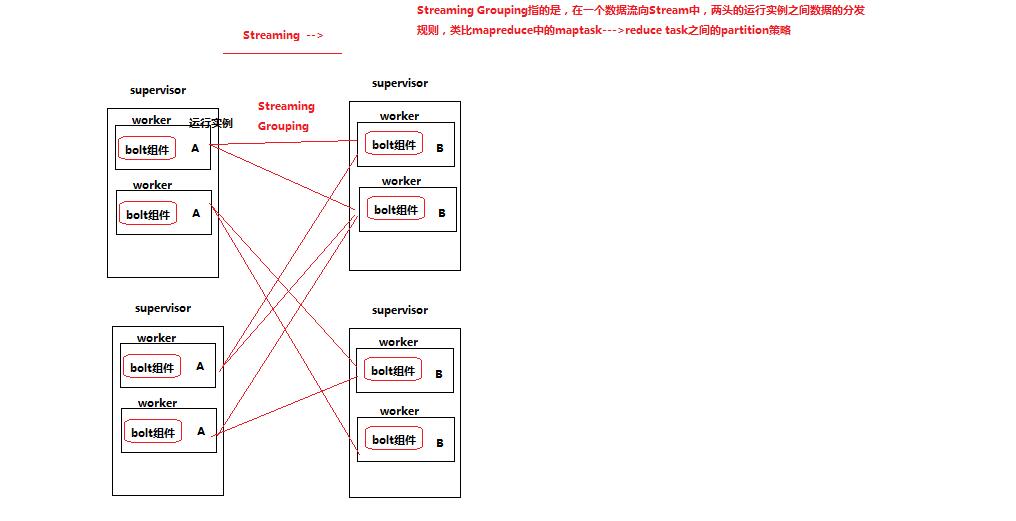 Streaming Grouping指的是，在一个数据流向Stream中，两头的运行实例之间数据的分发
规则，类比mapreduce中的maptask--->reduce task之间的partition策略
Streaming -->
supervisor
worker
运行实例
bolt组件 A
worker
bolt组件 A
Streaming
Grouping
supervisor
worker
bolt组件 B
worker
bolt组件 B
supervisor
worker
bolt组件 A
worker
bolt组件 A
supervisor
worker
bolt组件 B
worker
bolt组件 B